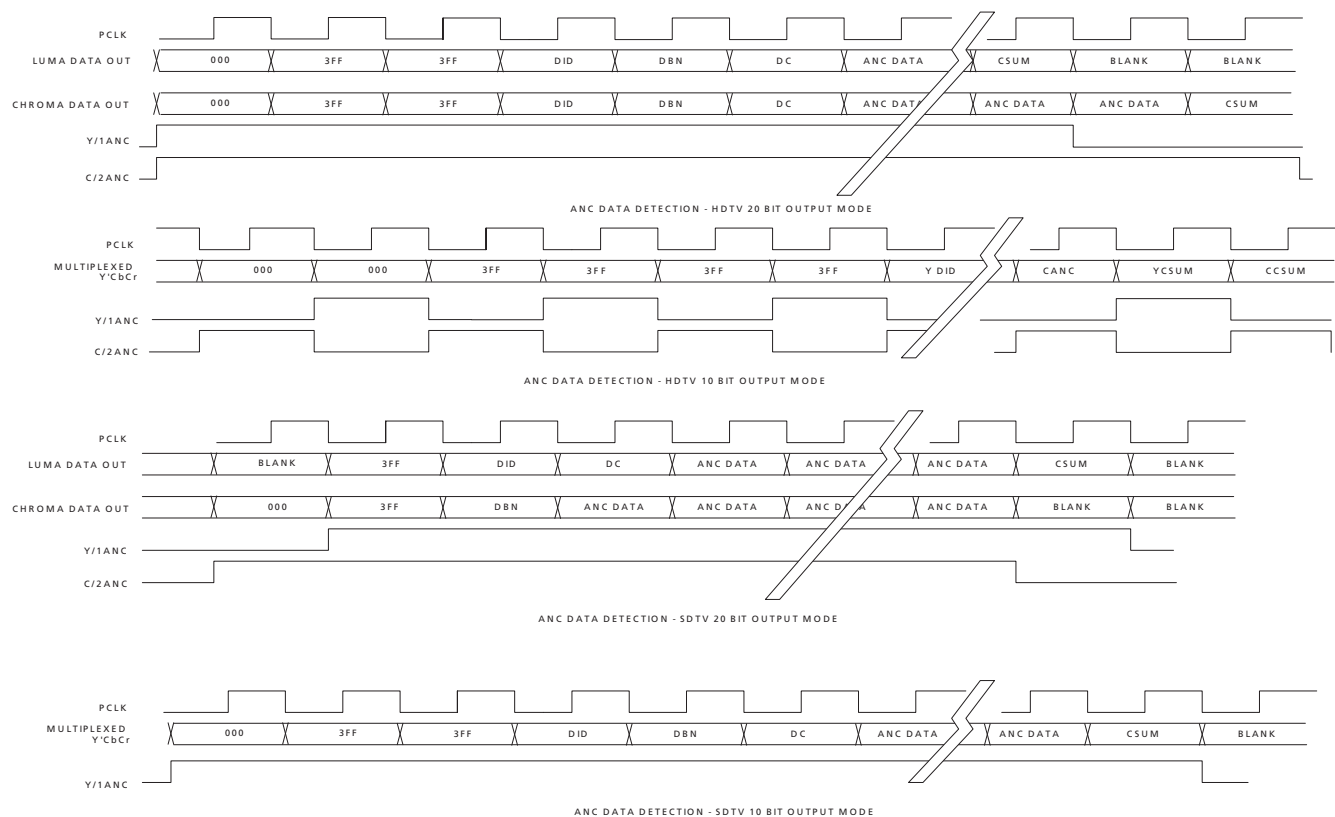 PCLK
LUMA DATA OUT 000 3FF 3FF DID DBN DC ANC DATA CSUM BLANK BLANK
CHROMA DATA OUT 000 3FF 3FF DID DBN DC ANC DATA ANC DATA ANC DATA CSUM
Y/1ANC
C/2ANC
ANC DATA DETECTION - HDTV 20 BIT OUTPUT MODE
PCLK
MULTIPLEXED
Y'CbCr 000 000 3FF 3FF 3FF 3FF Y DID CANC YCSUM CCSUM
Y/1ANC
C/2ANC
ANC DATA DETECTION - HDTV 10 BIT OUTPUT MODE
PCLK
LUMA DATA OUT BLANK 3FF DID DC ANC DATA ANC DATA ANC DATA CSUM BLANK
CHROMA DATA OUT 000 3FF DBN ANC DATA ANC DATA ANC DATA ANC DATA BLANK BLANK
Y/1ANC
C/2ANC
ANC DATA DETECTION - SDTV 20 BIT OUTPUT MODE
PCLK
MULTIPLEXED
Y'CbCr 000 3FF 3FF DID DBN DC ANC DATA ANC DATA CSUM BLANK
Y/1ANC
ANC DATA DETECTION - SDTV 10 BIT OUTPUT MODE